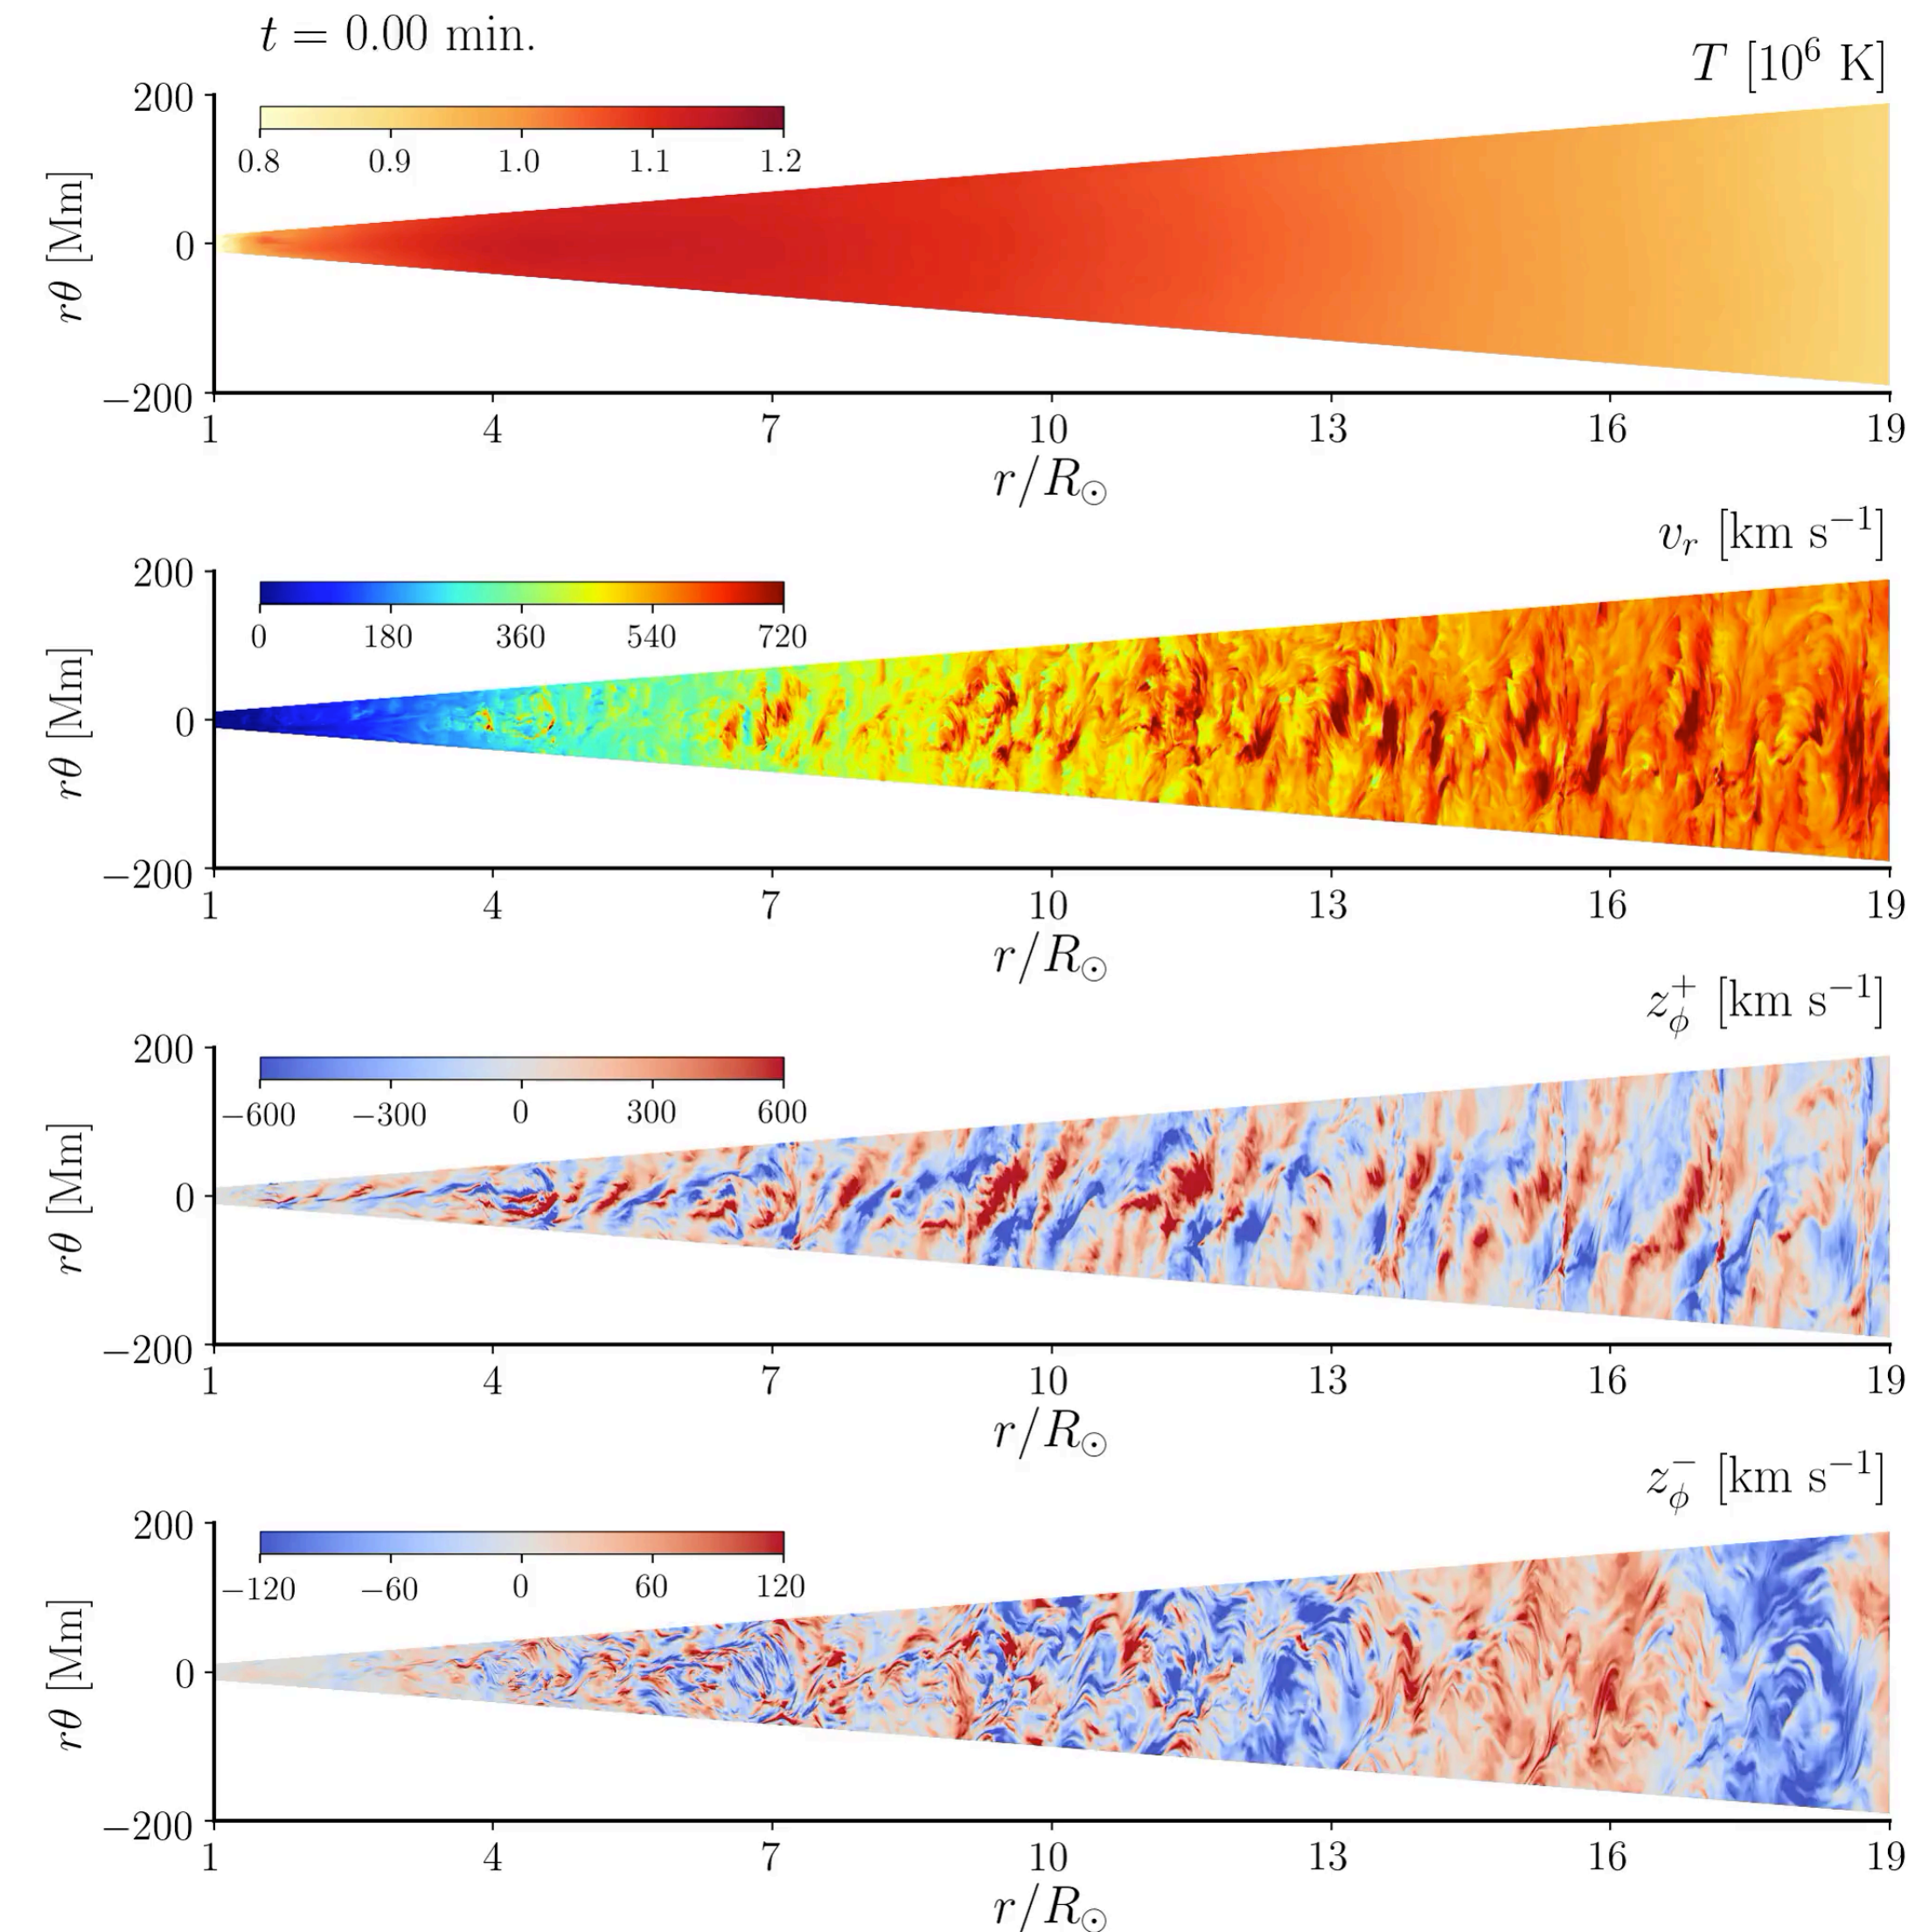 t = 0.00 min.
T [10⁶ K]
200
0.8 0.9 1.0 1.1 1.2
rθ [Mm]
0
−200
1 4 7 10 13 16 19
r/R☉
vᵣ [km s⁻¹]
200
0 180 360 540 720
rθ [Mm]
0
−200
1 4 7 10 13 16 19
r/R☉
z⁺ᵩ [km s⁻¹]
200
−600 −300 0 300 600
rθ [Mm]
0
−200
1 4 7 10 13 16 19
r/R☉
z⁻ᵩ [km s⁻¹]
200
−120 −60 0 60 120
rθ [Mm]
0
−200
1 4 7 10 13 16 19
r/R☉